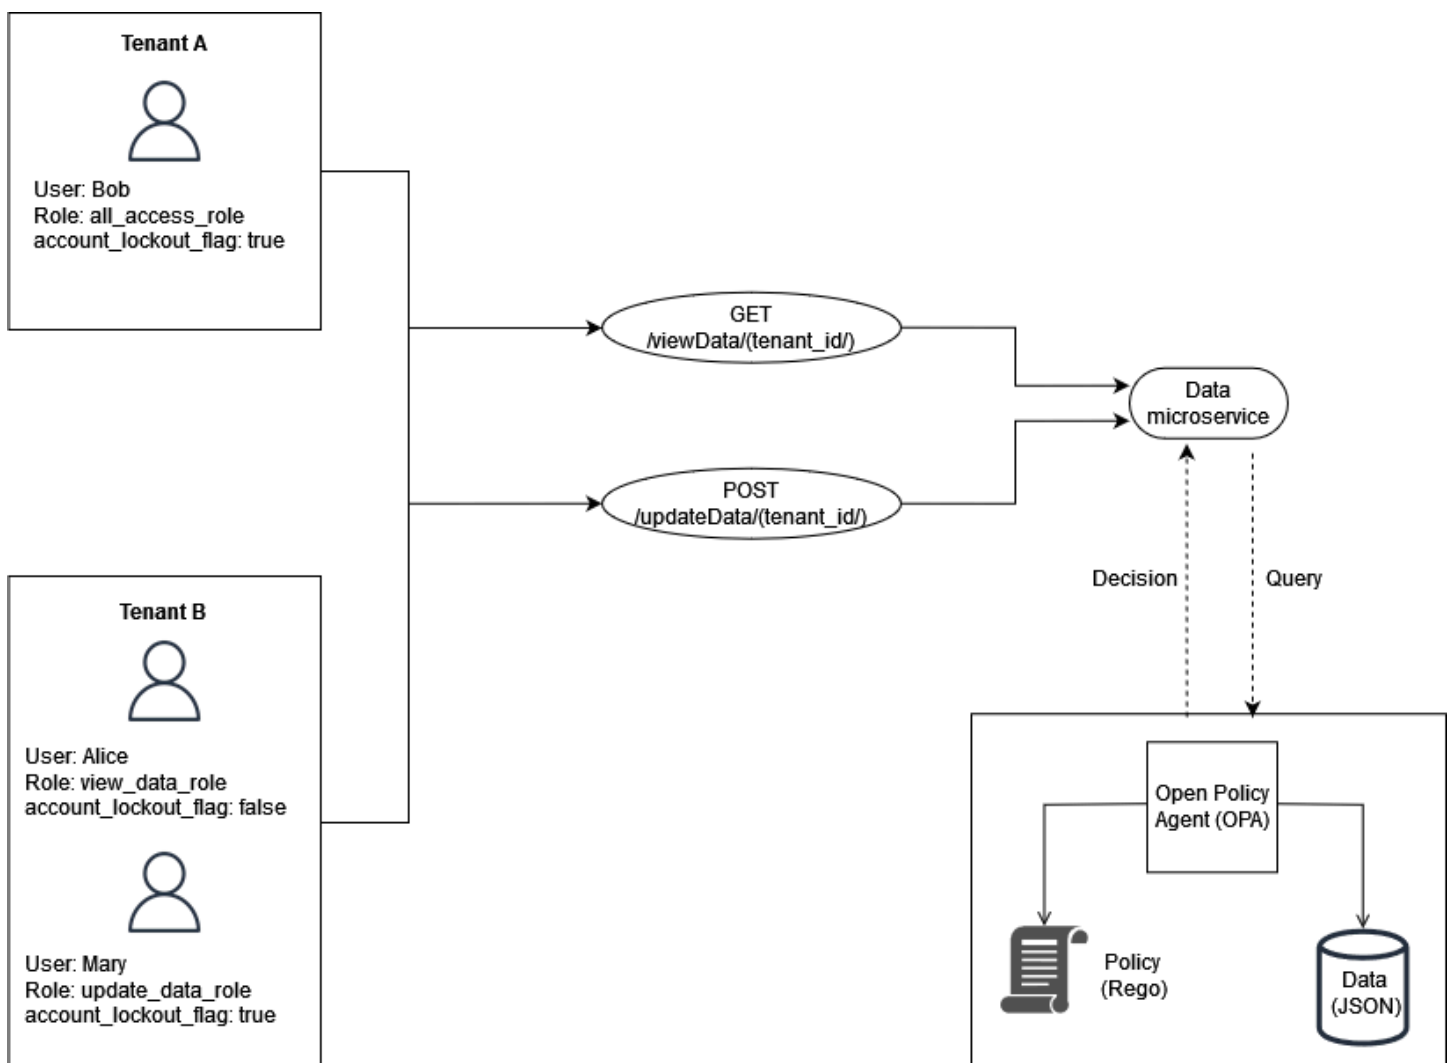 Tenant A
User: Bob
Role: all_access_role
account_lockout_flag: true
GET
/viewData/(tenant_id/)
Data
microservice
POST
/updateData/(tenant_id/)
Decision
Query
Tenant B
User: Alice
Role: view_data_role
account_lockout_flag: false
User: Mary
Role: update_data_role
account_lockout_flag: true
Open Policy
Agent (OPA)
Policy
(Rego)
Data
(JSON)